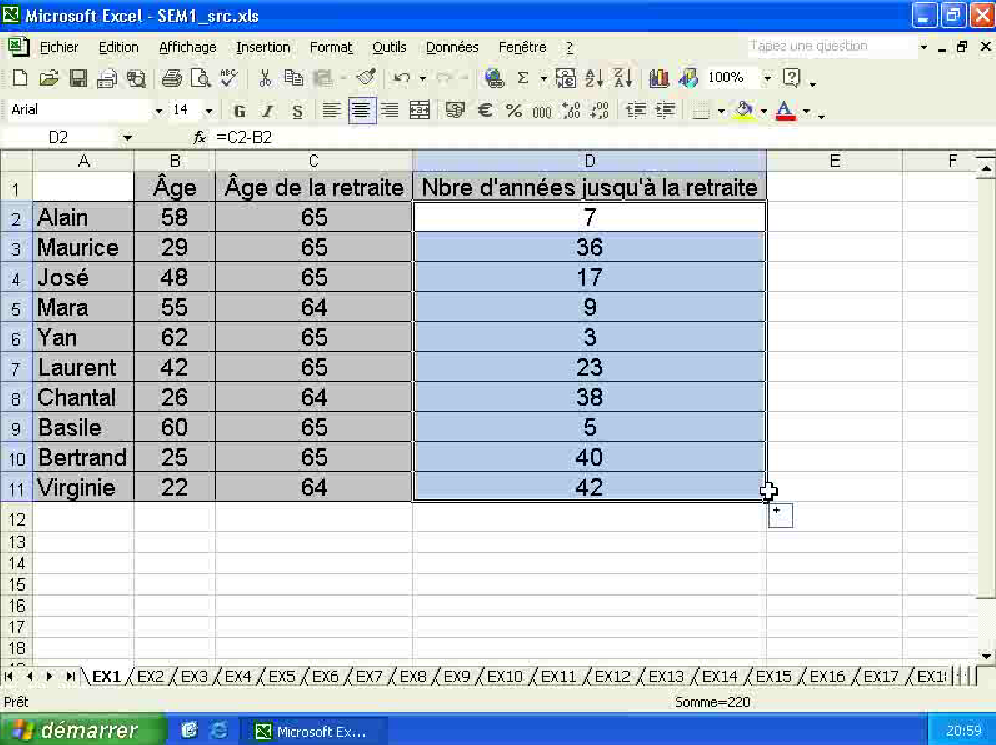 Microsoft Excel - SEM1_src.xls
Fichier Edition Affichage Insertion Format Outils Données Fenêtre ? Tapez une question
Σ A Z Z A 100% ?
Arial 14 G I S € % 000 A
D2 fx =C2-B2
A B C D E F
1 Âge Âge de la retraite Nbre d'années jusqu'à la retraite
2 Alain 58 65 7
3 Maurice 29 65 36
4 José 48 65 17
5 Mara 55 64 9
6 Yan 62 65 3
7 Laurent 42 65 23
8 Chantal 26 64 38
9 Basile 60 65 5
10 Bertrand 25 65 40
11 Virginie 22 64 42
12
13
14
15
16
17
18
EX1 EX2 EX3 EX4 EX5 EX6 EX7 EX8 EX9 EX10 EX11 EX12 EX13 EX14 EX15 EX16 EX17
Prêt Somme=220
démarrer Microsoft Ex... 20:59